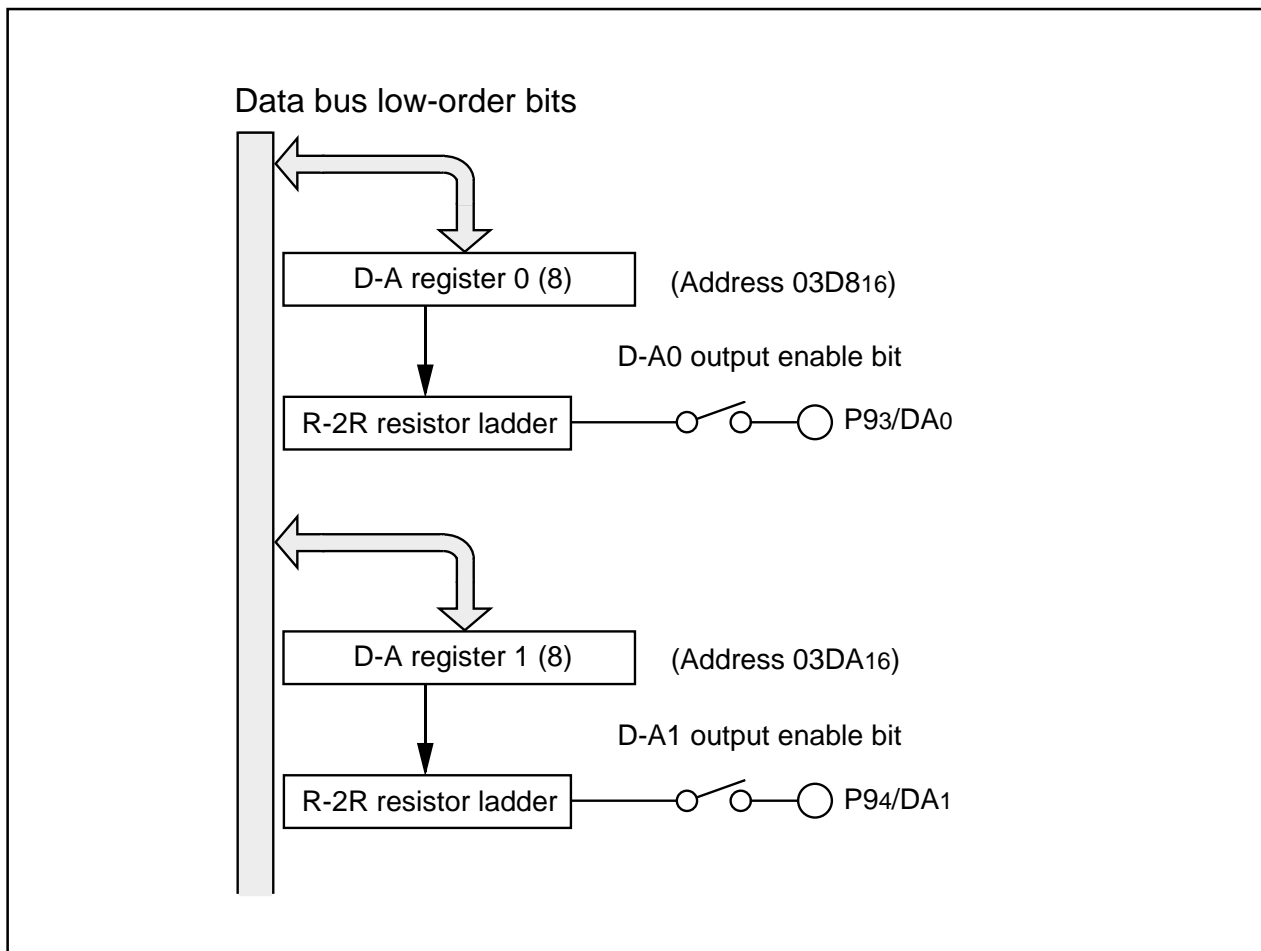 Data bus low-order bits
D-A register 0 (8)
(Address 03D816)
D-A0 output enable bit
R-2R resistor ladder
P93/DA0
D-A register 1 (8)
(Address 03DA16)
D-A1 output enable bit
R-2R resistor ladder
P94/DA1